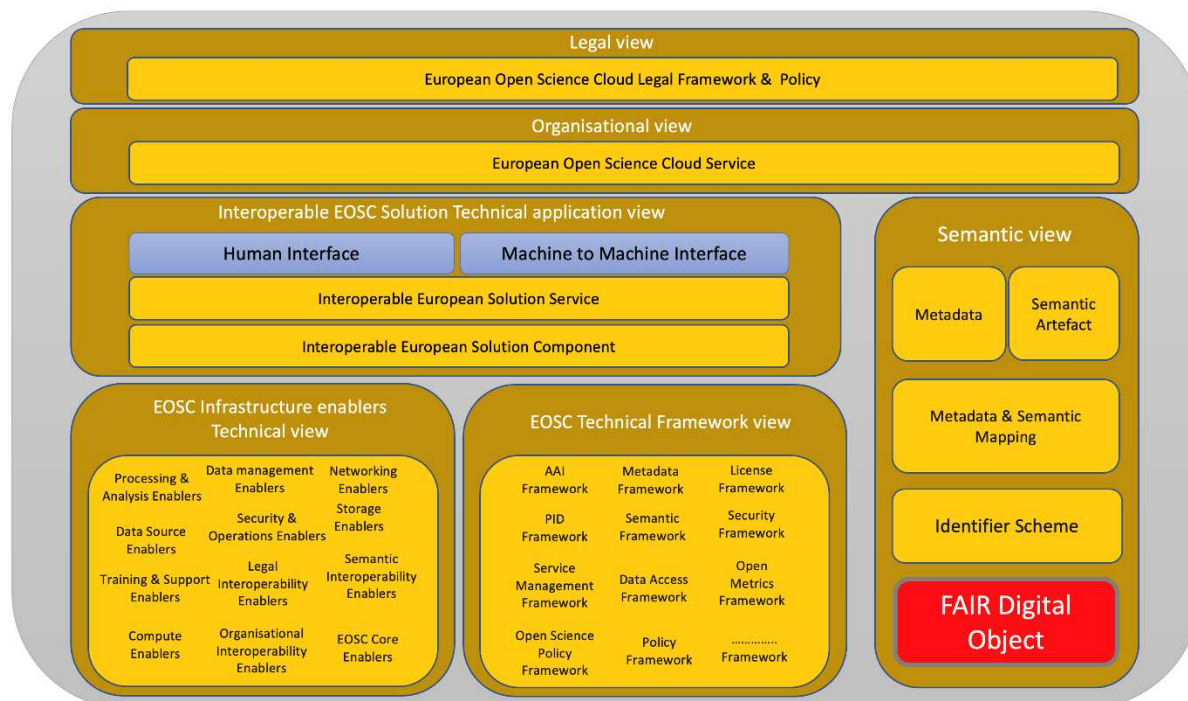 Legal view
European Open Science Cloud Legal Framework & Policy
Organisational view
European Open Science Cloud Service
Interoperable EOSC Solution Technical application view
Human Interface
Machine to Machine Interface
Interoperable European Solution Service
Interoperable European Solution Component
EOSC Infrastructure enablers
Technical view
Processing &
Analysis Enablers
Data management
Enablers
Networking
Enablers
Storage
Enablers
Data Source
Enablers
Security &
Operations Enablers
Training & Support
Enablers
Legal
Interoperability
Enablers
Semantic
Interoperability
Enablers
Compute
Enablers
Organisational
Interoperability
Enablers
EOSC Core
Enablers
EOSC Technical Framework view
AAI
Framework
Metadata
Framework
License
Framework
PID
Framework
Semantic
Framework
Security
Framework
Service
Management
Framework
Data Access
Framework
Open
Metrics
Framework
Open Science
Policy
Framework
Policy
Framework
..............
Framework
Semantic view
Metadata
Semantic
Artefact
Metadata & Semantic
Mapping
Identifier Scheme
FAIR Digital
Object